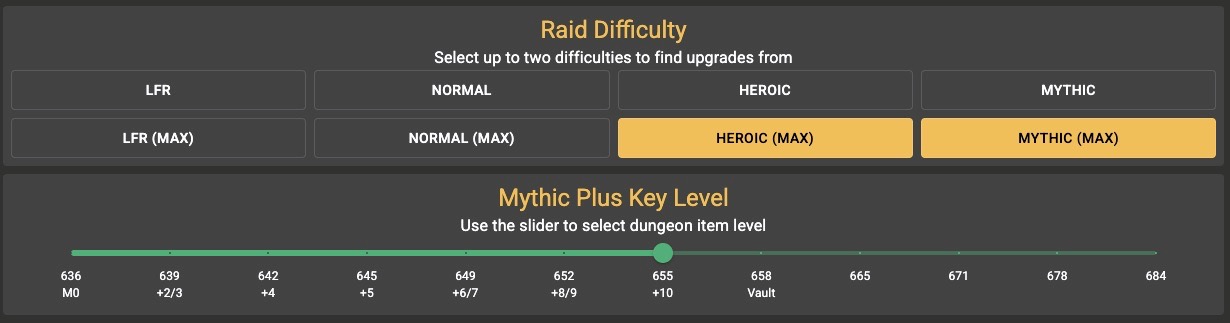 Raid Difficulty
Select up to two difficulties to find upgrades from
LFR NORMAL HEROIC MYTHIC
LFR (MAX) NORMAL (MAX) HEROIC (MAX) MYTHIC (MAX)
Mythic Plus Key Level
Use the slider to select dungeon item level
636 639 642 645 649 652 655 658 665 671 678 684
M0 +2/3 +4 +5 +6/7 +8/9 +10 Vault